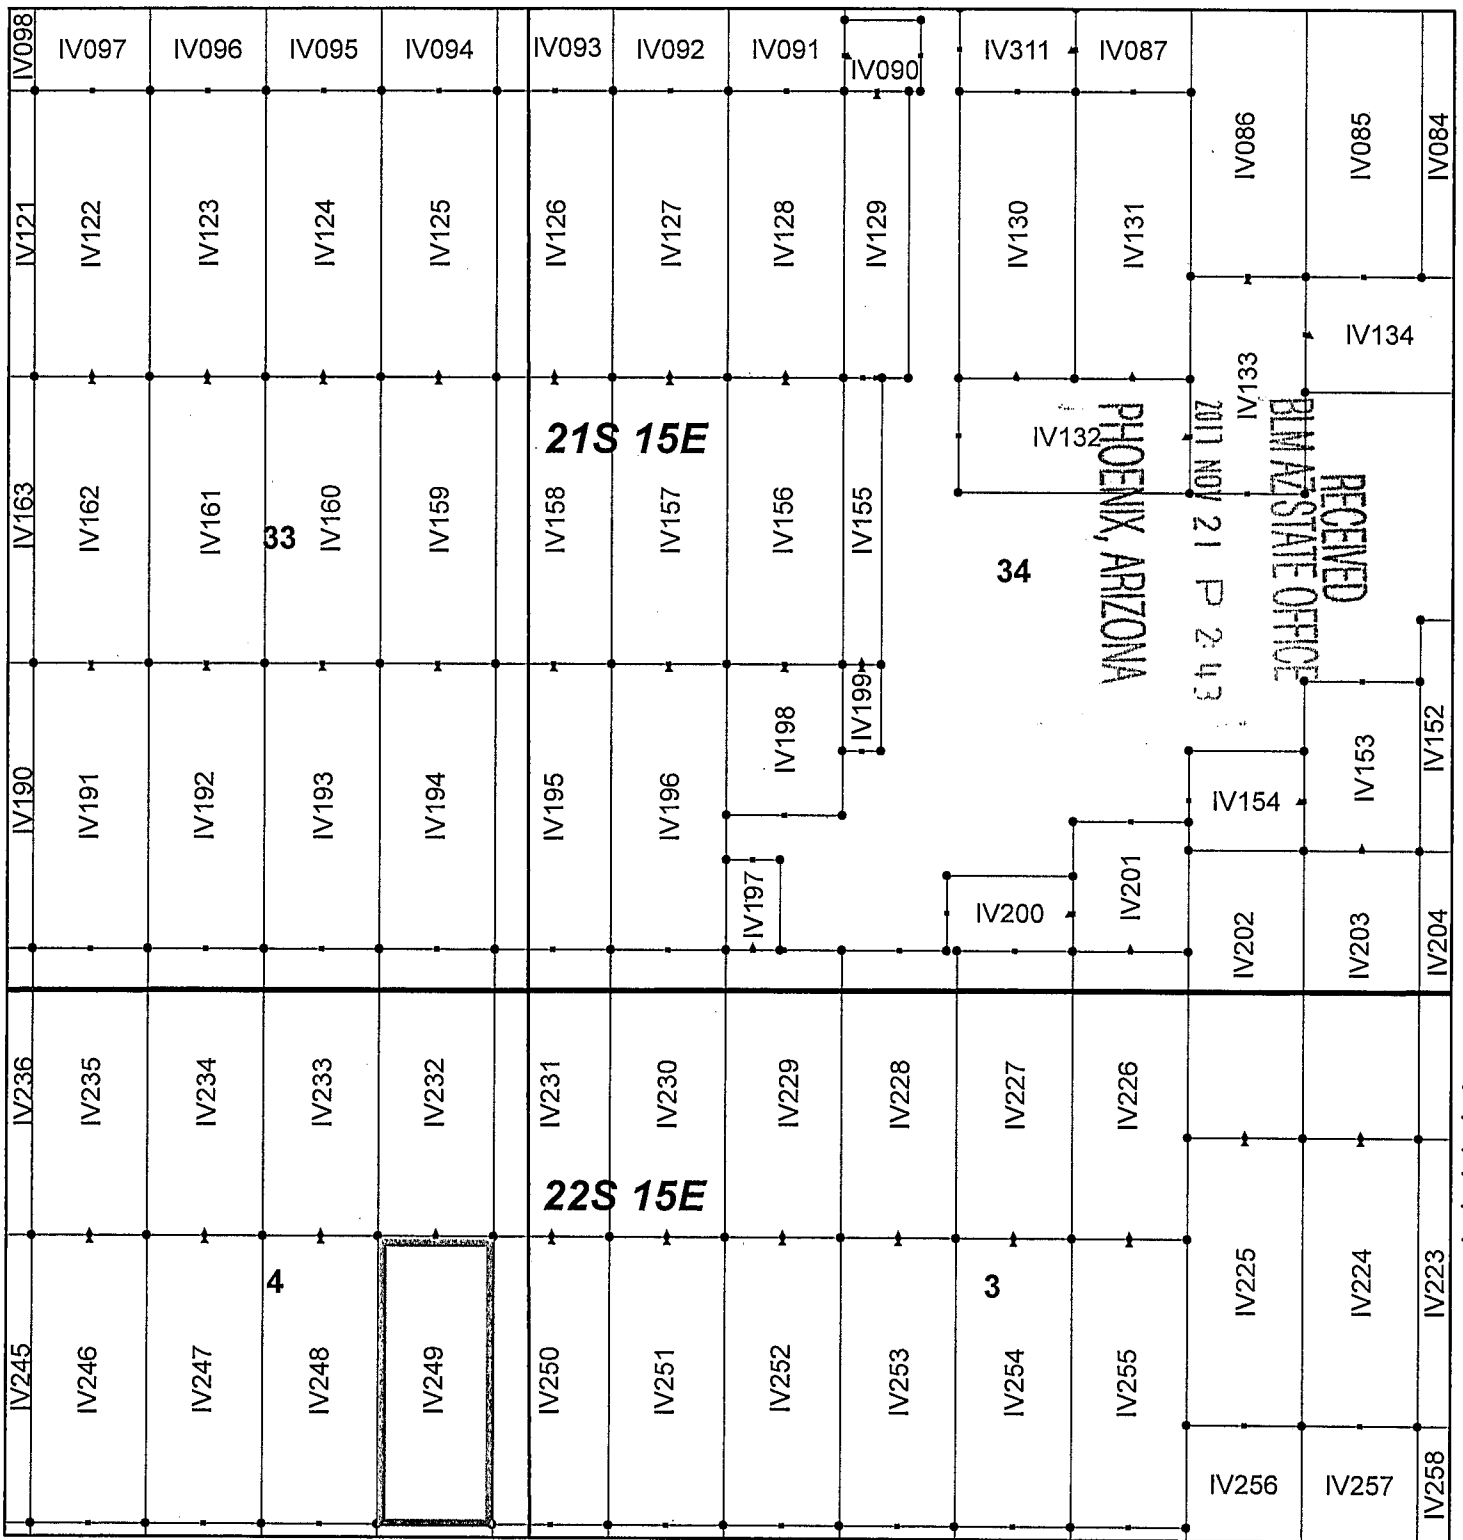 IV098 IV097 IV096 IV095 IV094 IV093 IV092 IV091 IV090 IV311 IV087
IV086 IV085 IV084
IV121 IV122 IV123 IV124 IV125 IV126 IV127 IV128 IV129 IV130 IV131
IV133 IV134
21S 15E
IV132
RECEIVED
BLM AZ STATE OFFICE
2017 NOV 21 P 2:43
PHOENIX, ARIZONA
IV163 IV162 IV161 IV160 IV159 IV158 IV157 IV156 IV155
33
34
IV199 IV198 IV152 IV153 IV154
IV190 IV191 IV192 IV193 IV194 IV195 IV196
IV197 IV200 IV201 IV202 IV203 IV204
IV236 IV235 IV234 IV233 IV232 IV231 IV230 IV229 IV228 IV227 IV226
22S 15E
4
3
IV225 IV224 IV223
IV245 IV246 IV247 IV248 IV249 IV250 IV251 IV252 IV253 IV254 IV255
IV256 IV257 IV258